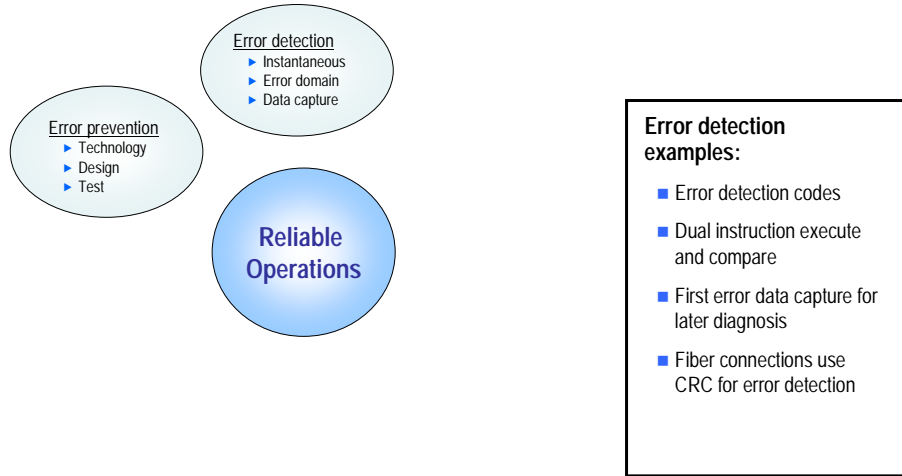 Error detection
► Instantaneous
► Error domain
► Data capture
Error prevention
► Technology
► Design
► Test
Reliable
Operations
Error detection
examples:
■ Error detection codes
■ Dual instruction execute
and compare
■ First error data capture for
later diagnosis
■ Fiber connections use
CRC for error detection